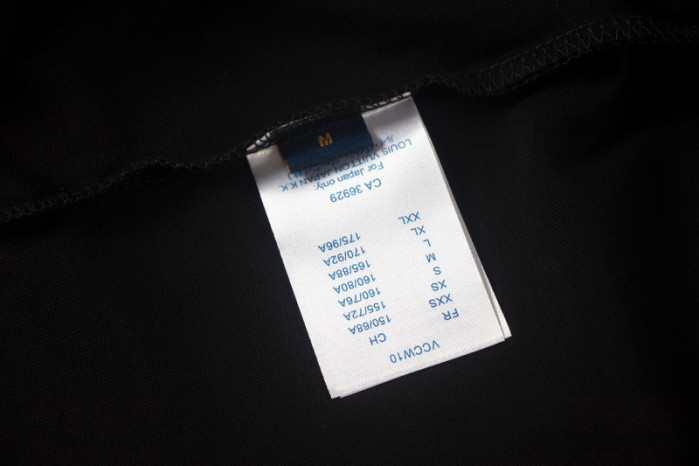 VCCW10
FR CH
XXS 150/68A
XS 155/72A
S 160/76A
M 160/80A
L 165/88A
XL 170/92A
XXL 175/96A
CA 36929
For Japan only:
LOUIS VUITTON JAPAN K.K.
M